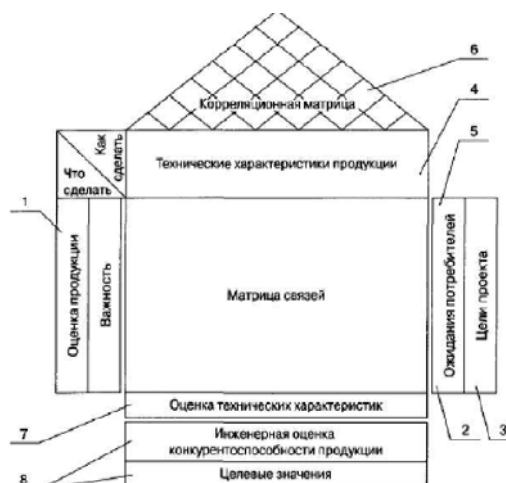 6
Корреляционная матрица
4
Как
сделать
Технические характеристики продукции
5
Что
сделать
1
Оценка продукции
Важность
Матрица связей
Ожидания потребителей
Цели проекта
Оценка технических характеристик
7
2
3
Инженерная оценка
конкурентоспособности продукции
8
Целевые значения